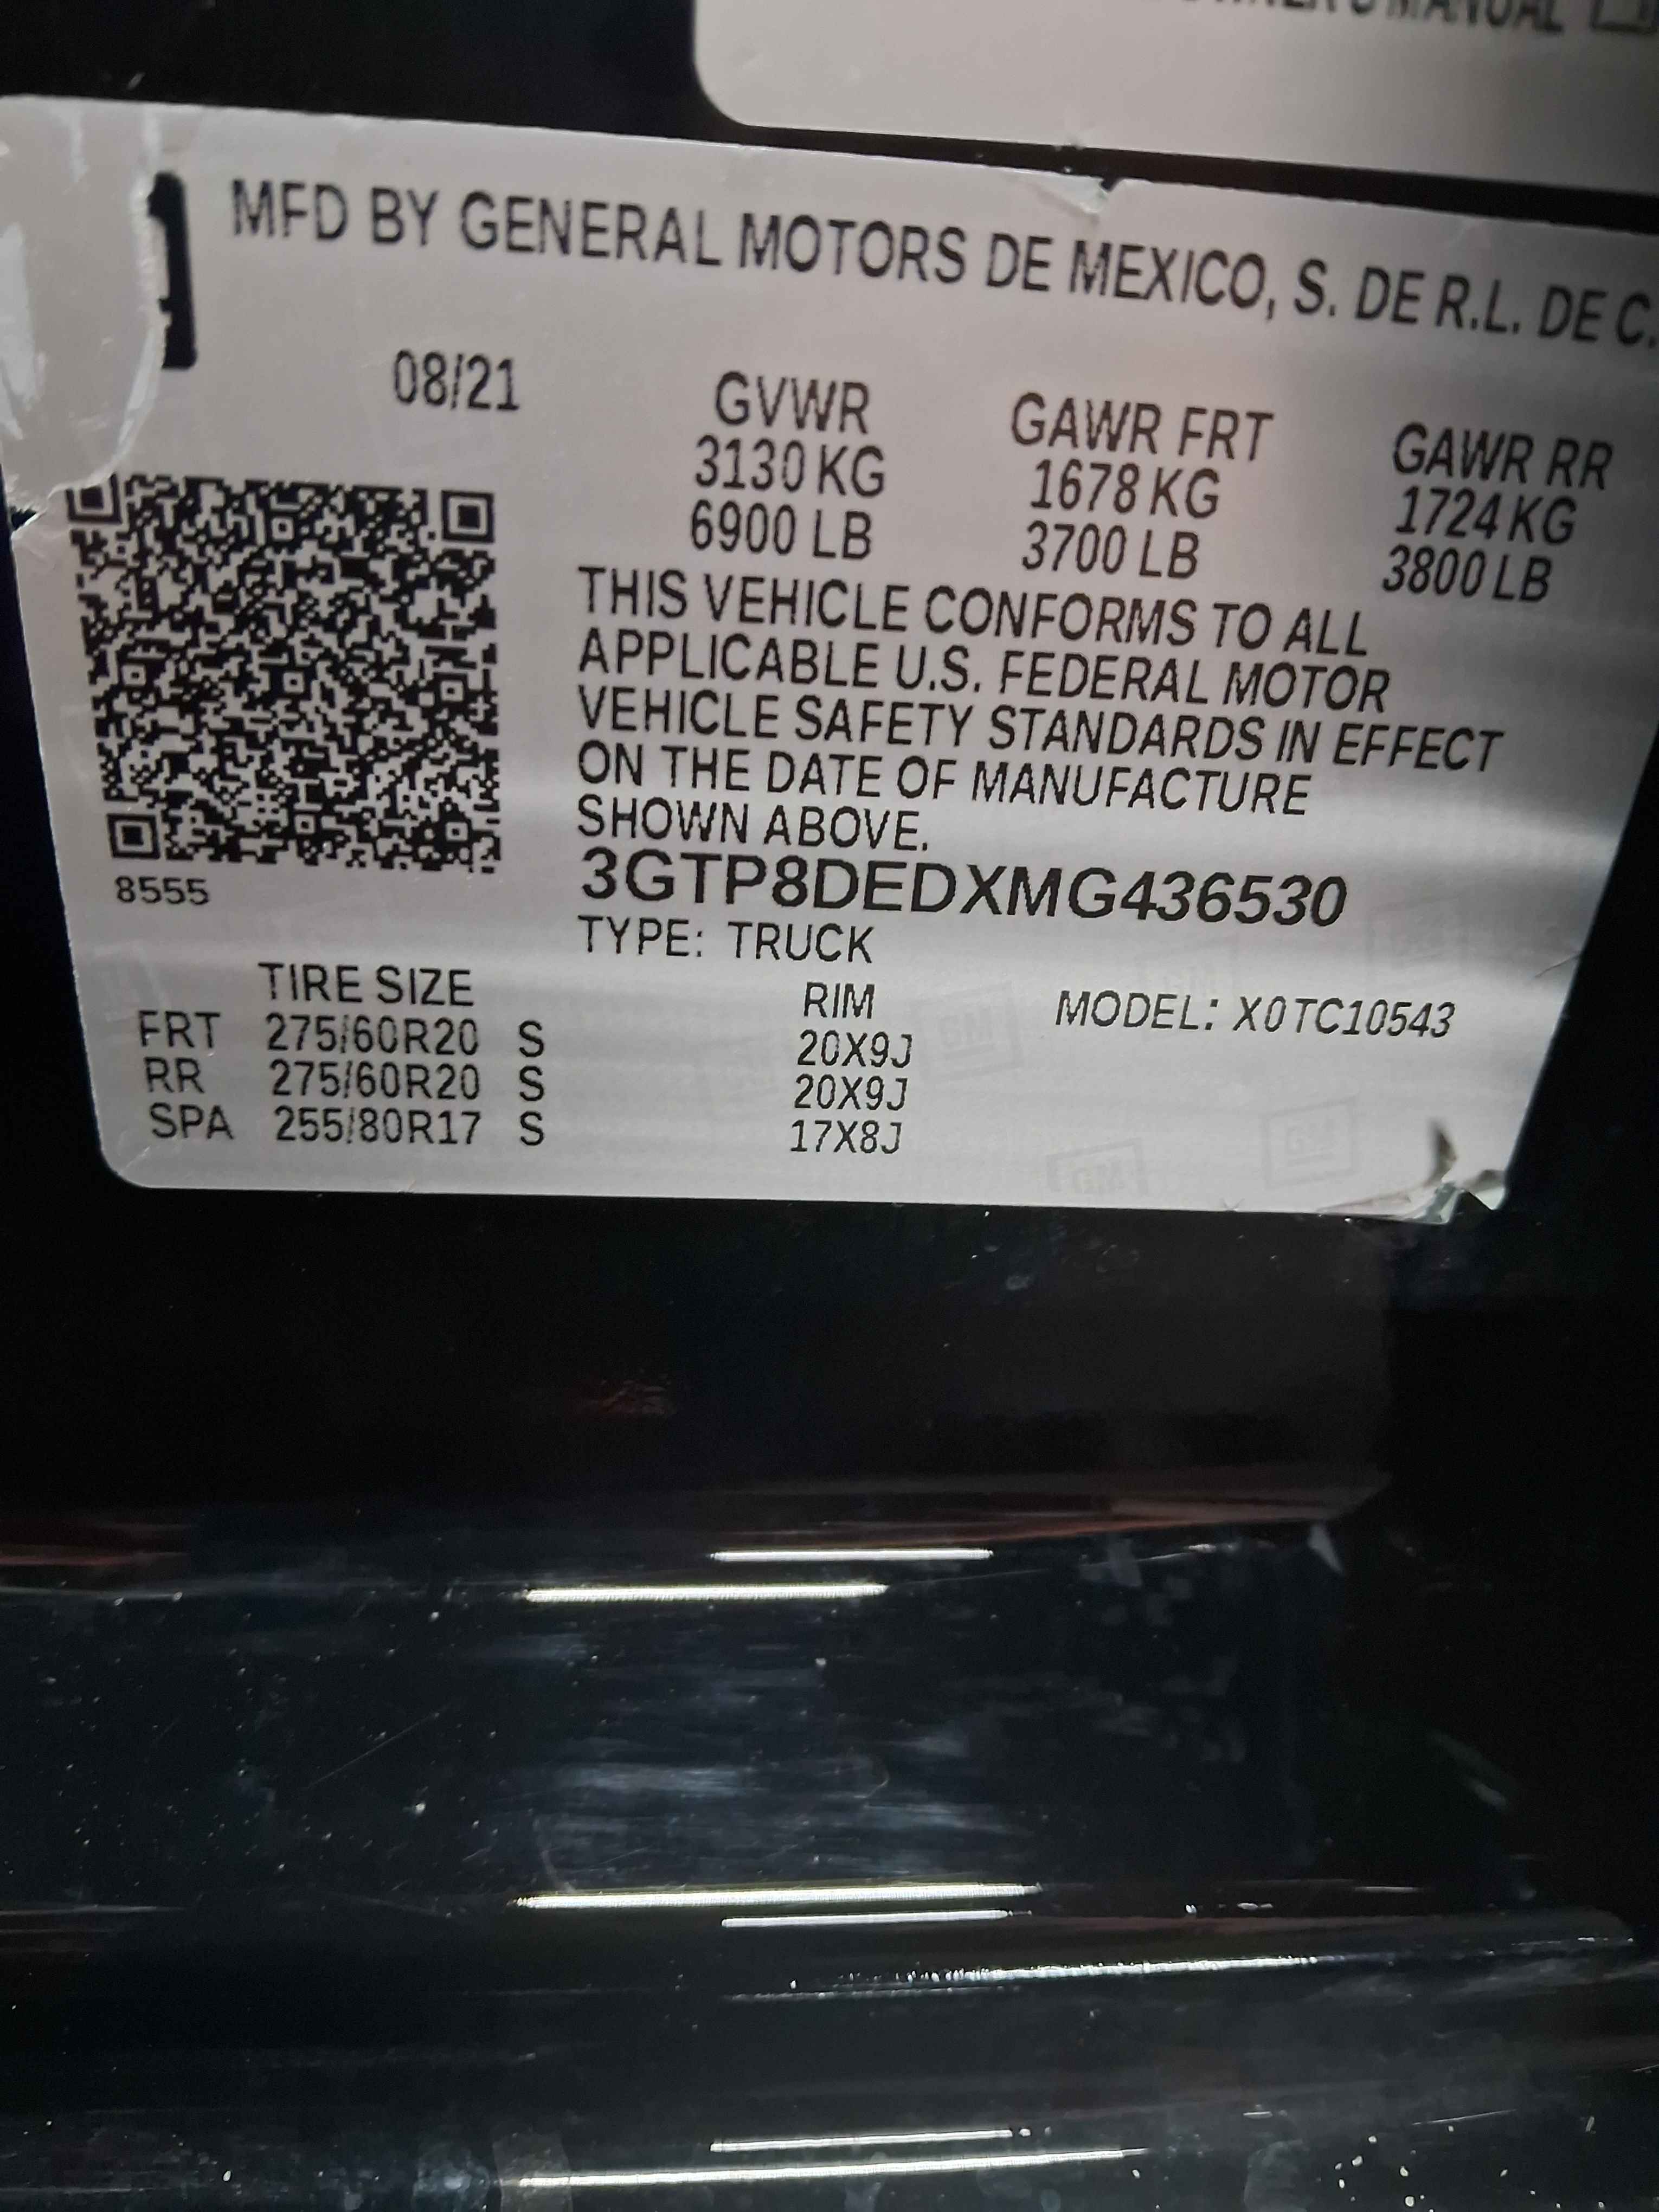 MANUAL
MFD BY GENERAL MOTORS DE MEXICO, S. DE R.L. DE C.
08/21
GVWR GAWR FRT GAWR RR
3130 KG 1678 KG 1724 KG
6900 LB 3700 LB 3800 LB
THIS VEHICLE CONFORMS TO ALL
APPLICABLE U.S. FEDERAL MOTOR
VEHICLE SAFETY STANDARDS IN EFFECT
ON THE DATE OF MANUFACTURE
SHOWN ABOVE.
8555
3GTP8DEDXMG436530
TYPE: TRUCK
TIRE SIZE RIM MODEL: X0TC10543
FRT 275/60R20 S 20X9J
RR 275/60R20 S 20X9J
SPA 255/80R17 S 17X8J